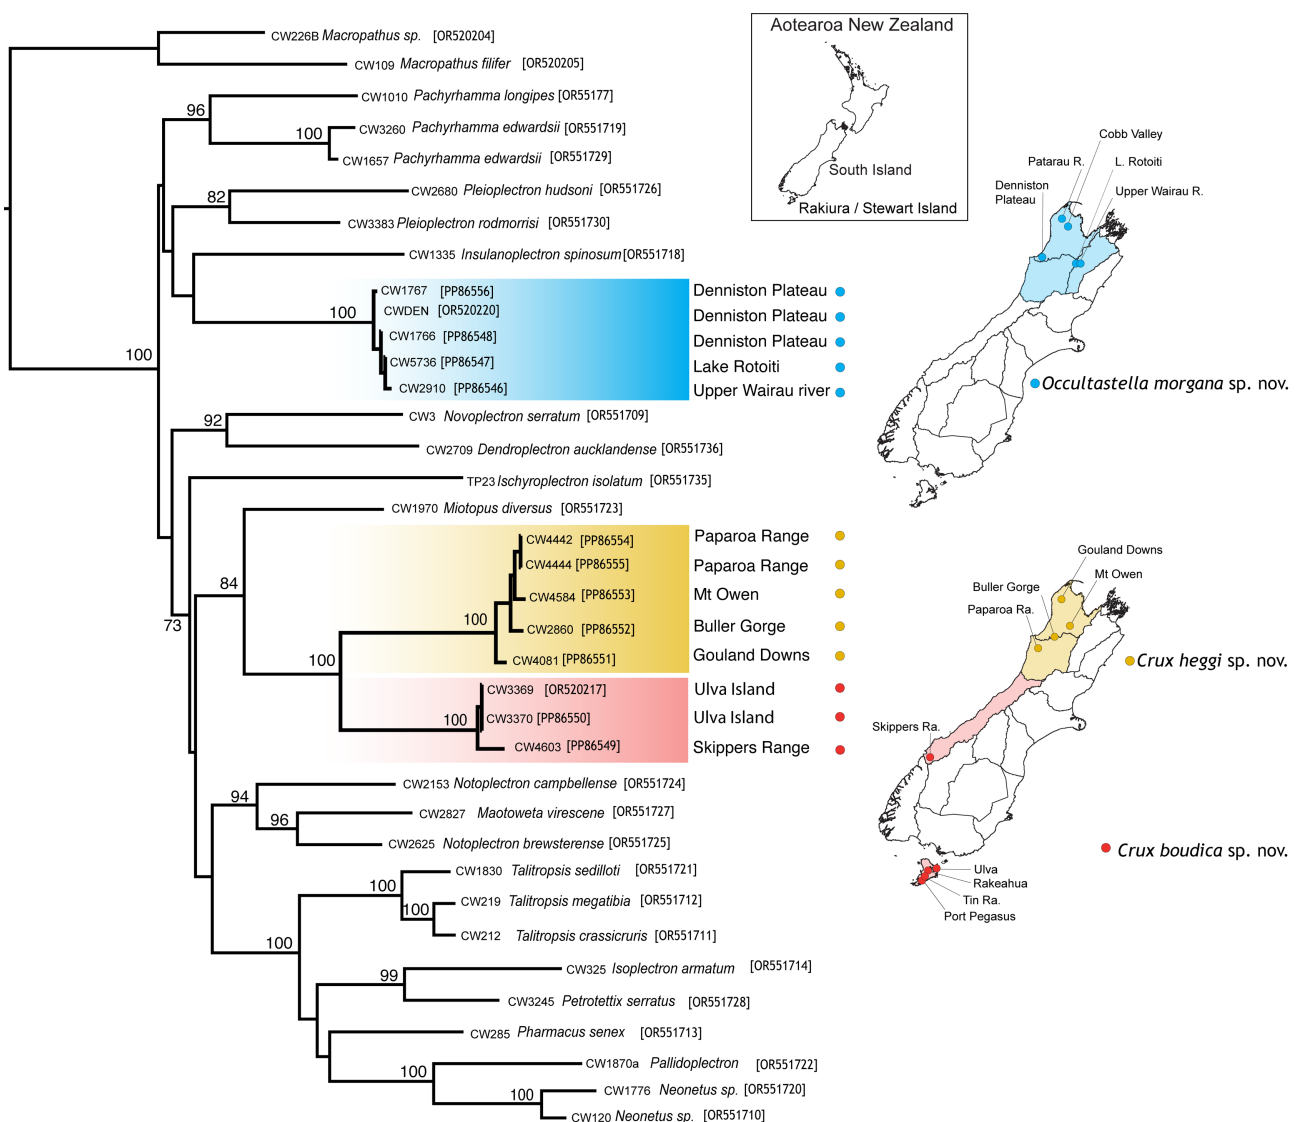 CW226B Macropathus sp. [OR520204]
CW109 Macropathus filifer [OR520205]
CW1010 Pachyrhamma longipes [OR55177]
96
CW3260 Pachyrhamma edwardsii [OR551719]
100
CW1657 Pachyrhamma edwardsii [OR551729]
CW2680 Pleioplectron hudsoni [OR551726]
82
CW3383 Pleioplectron rodmorrisi [OR551730]
CW1335 Insulanoplectron spinosum [OR551718]
CW1767 [PP86556] Denniston Plateau
100
CWDEN [OR520220] Denniston Plateau
CW1766 [PP86548] Denniston Plateau
100
CW5736 [PP86547] Lake Rotoiti
CW2910 [PP86546] Upper Wairau river
CW3 Novoplectron serratum [OR551709]
92
CW2709 Dendroplectron aucklandense [OR551736]
TP23 Ischyroplectron isolatum [OR551735]
CW1970 Miotopus diversus [OR551723]
CW4442 [PP86554] Paparoa Range
CW4444 [PP86555] Paparoa Range
84
CW4584 [PP86553] Mt Owen
100
73
CW2860 [PP86552] Buller Gorge
100
CW4081 [PP86551] Gouland Downs
CW3369 [OR520217] Ulva Island
100
CW3370 [PP86550] Ulva Island
CW4603 [PP86549] Skippers Range
CW2153 Notoplectron campbellense [OR551724]
94
CW2827 Maotoweta virescene [OR551727]
96
CW2625 Notoplectron brewsterense [OR551725]
CW1830 Talitropsis sedilloti [OR551721]
100
CW219 Talitropsis megatibia [OR551712]
100
CW212 Talitropsis crassicruris [OR551711]
100
CW325 Isoplectron armatum [OR551714]
99
CW3245 Petrotettix serratus [OR551728]
CW285 Pharmacus senex [OR551713]
CW1870a Pallidoplectron [OR551722]
100
CW1776 Neonetus sp. [OR551720]
100
CW120 Neonetus sp. [OR551710]
Aotearoa New Zealand
South Island
Rakiura / Stewart Island
Cobb Valley
Patarau R.
L. Rotoiti
Denniston
Plateau
Upper Wairau R.
Occultastella morgana sp. nov.
Gouland Downs
Mt Owen
Buller Gorge
Paparoa Ra.
Crux heggi sp. nov.
Skippers Ra.
Crux boudica sp. nov.
Ulva
Rakeahua
Tin Ra.
Port Pegasus